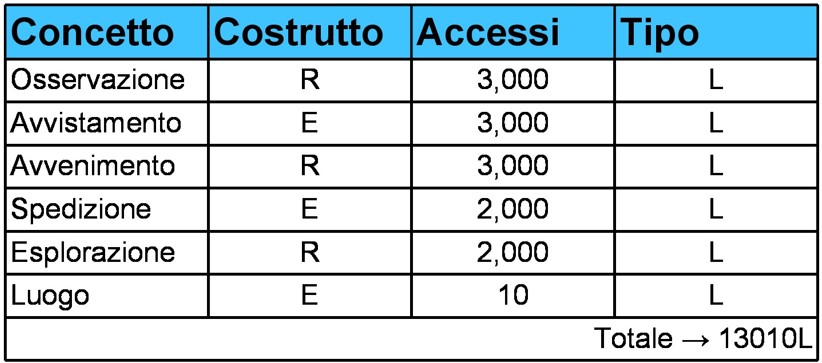 Concetto Costrutto Accessi Tipo
Osservazione R 3,000 L
Avvistamento E 3,000 L
Avvenimento R 3,000 L
Spedizione E 2,000 L
Esplorazione R 2,000 L
Luogo E 10 L
Totale → 13010L